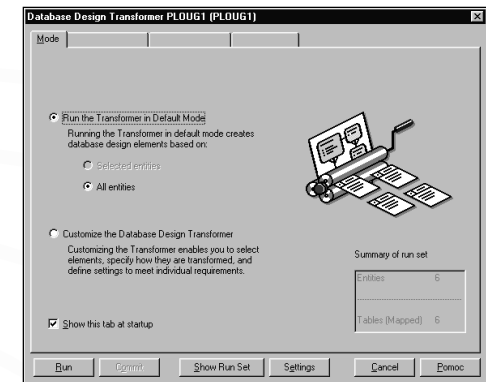 Database Design Transformer PLOUG1 (PLOUG1)
Mode
Run the Transformer in Default Mode
Running the Transformer in default mode creates
database design elements based on:
Selected entities
All entities
Customize the Database Design Transformer
Customizing the Transformer enables you to select
elements, specify how they are transformed, and
define settings to meet individual requirements.
Summary of run set
Entities 6
Tables (Mapped) 6
Show this tab at startup
Run Commit Show Run Set Settings Cancel Pomoc